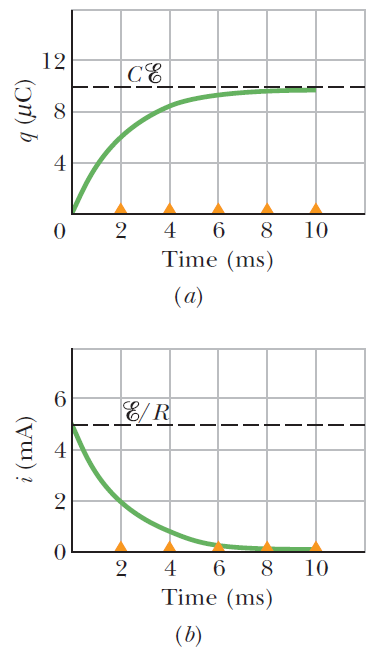 12
Cℰ
8
q (μC)
4
0
2 4 6 8 10
Time (ms)
(a)
6
ℰ/R
4
i (mA)
2
0
2 4 6 8 10
Time (ms)
(b)